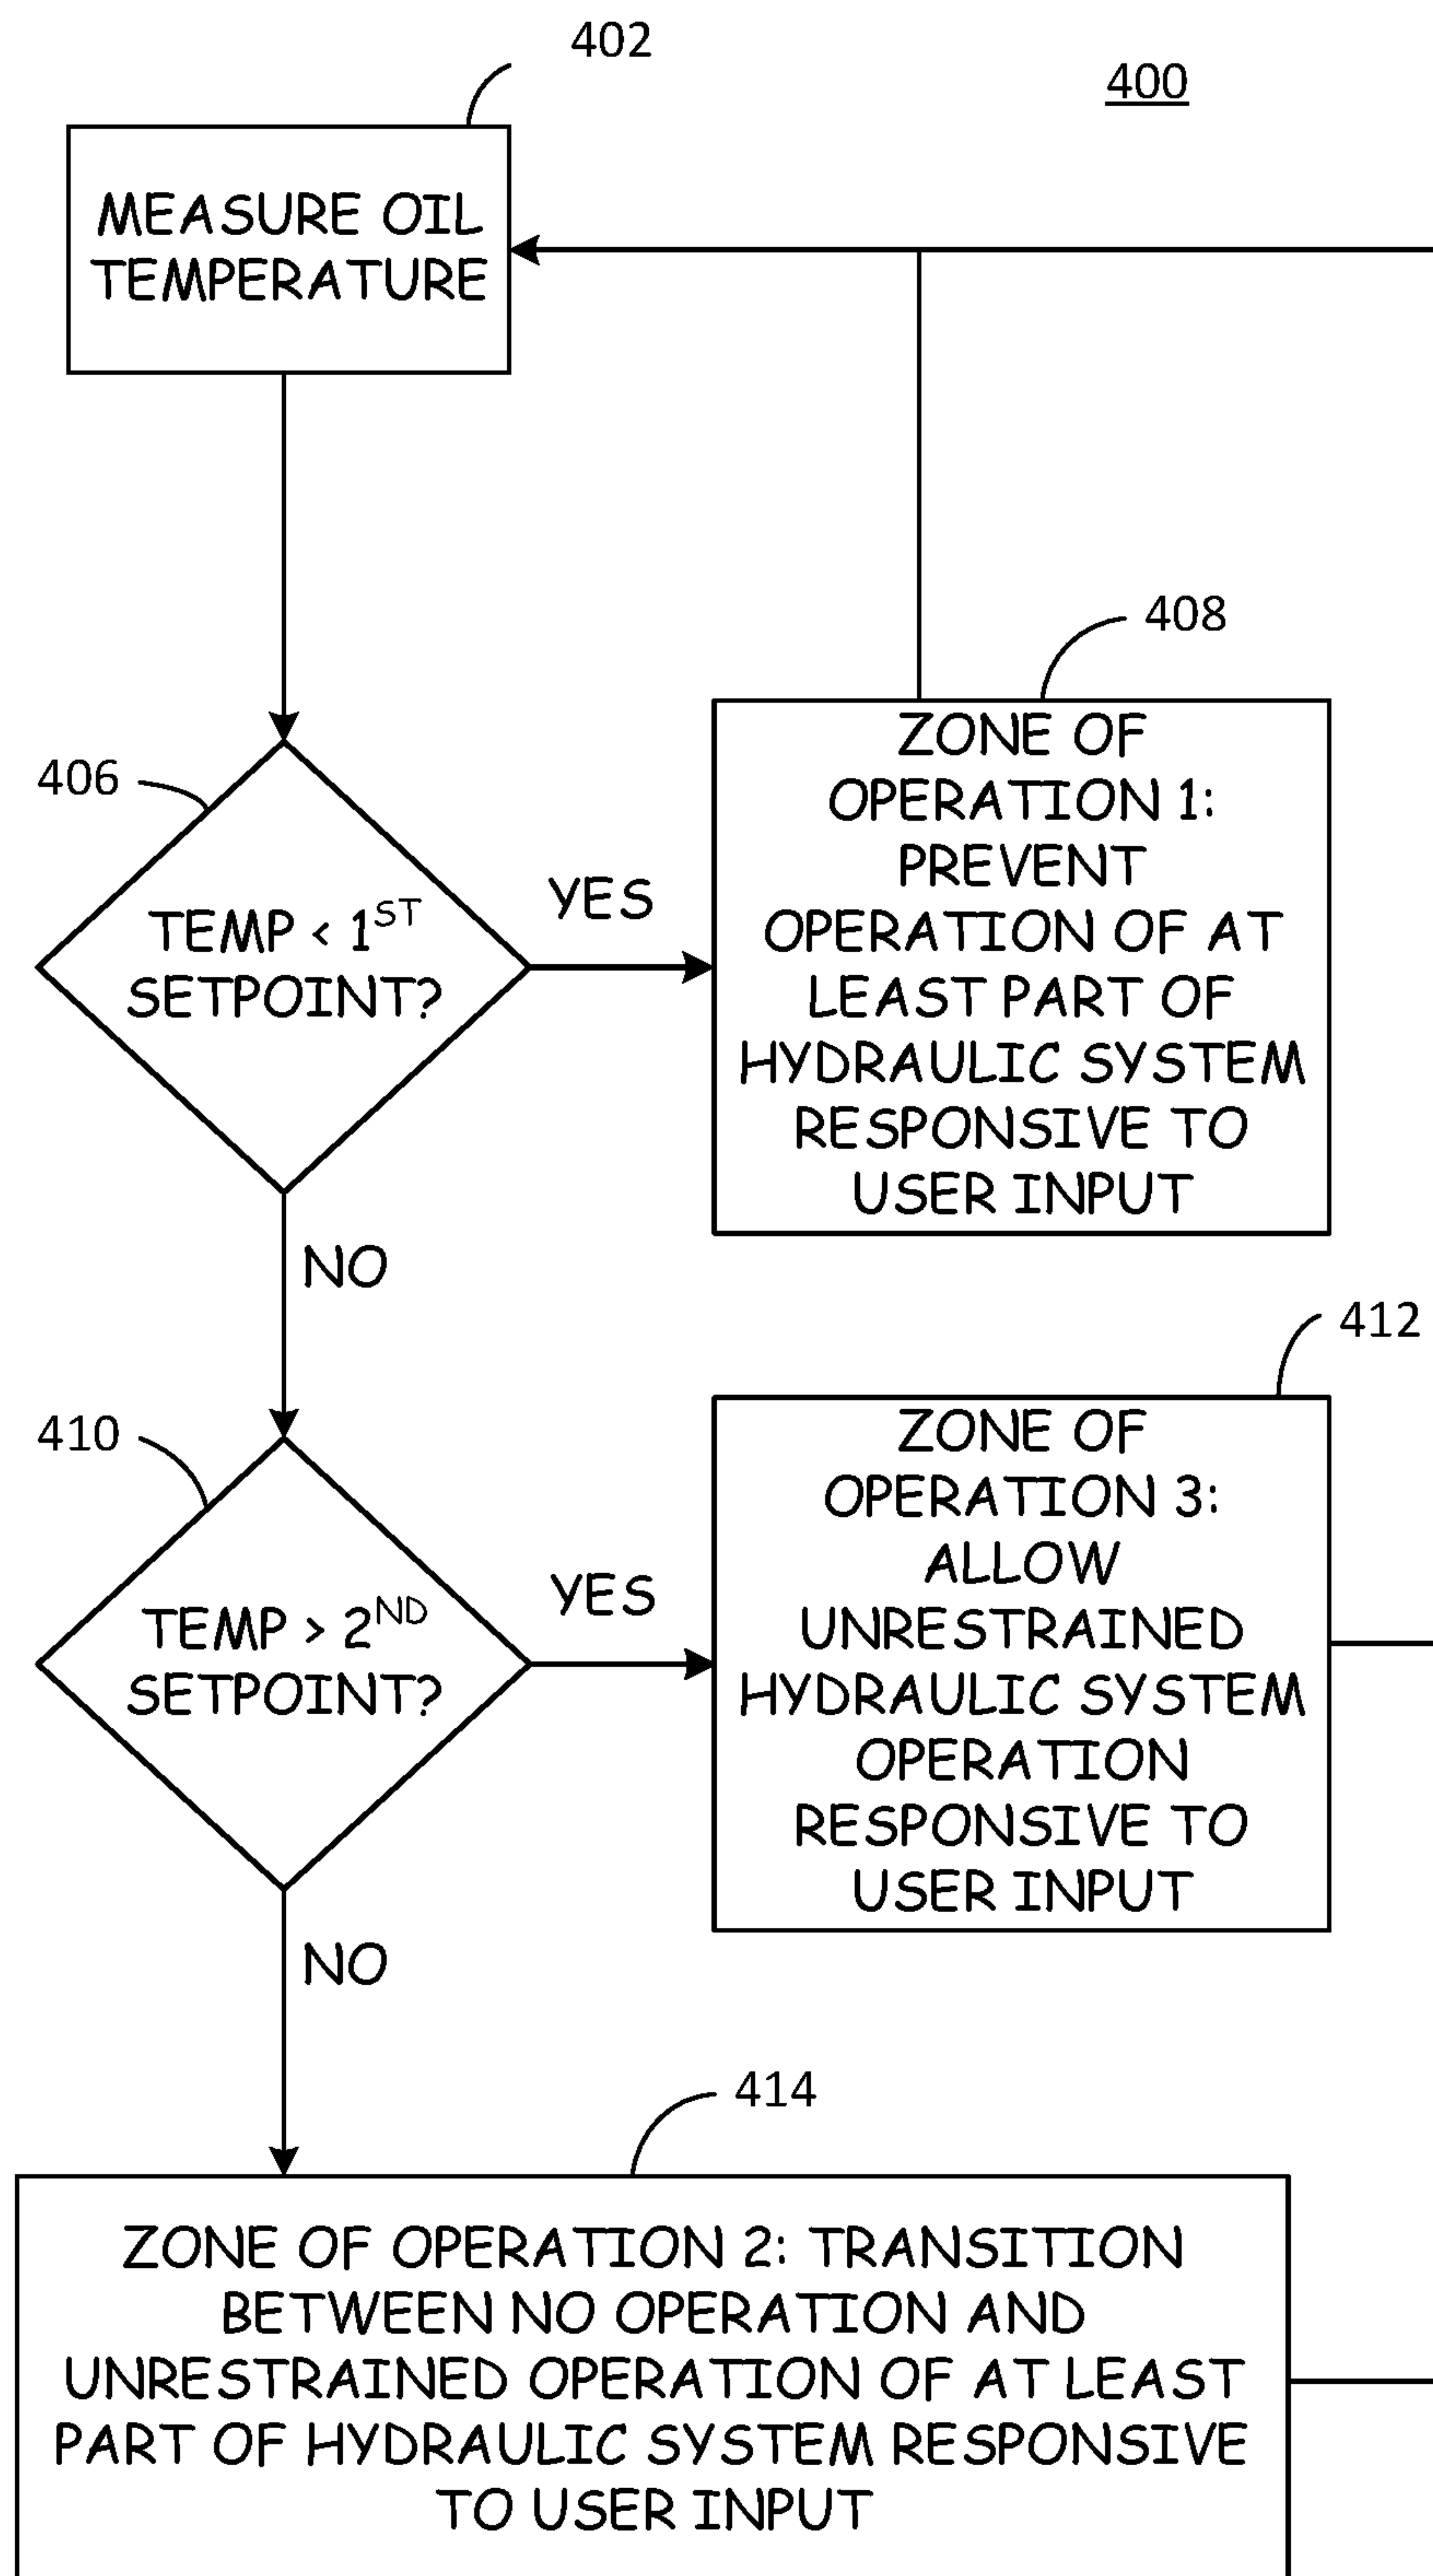 402
400
MEASURE OIL
TEMPERATURE
408
ZONE OF
OPERATION 1:
PREVENT
OPERATION OF AT
LEAST PART OF
HYDRAULIC SYSTEM
RESPONSIVE TO
USER INPUT
406
TEMP < 1ST
SETPOINT?
YES
NO
412
ZONE OF
OPERATION 3:
ALLOW
UNRESTRAINED
HYDRAULIC SYSTEM
OPERATION
RESPONSIVE TO
USER INPUT
410
TEMP > 2ND
SETPOINT?
YES
NO
414
ZONE OF OPERATION 2: TRANSITION
BETWEEN NO OPERATION AND
UNRESTRAINED OPERATION OF AT LEAST
PART OF HYDRAULIC SYSTEM RESPONSIVE
TO USER INPUT